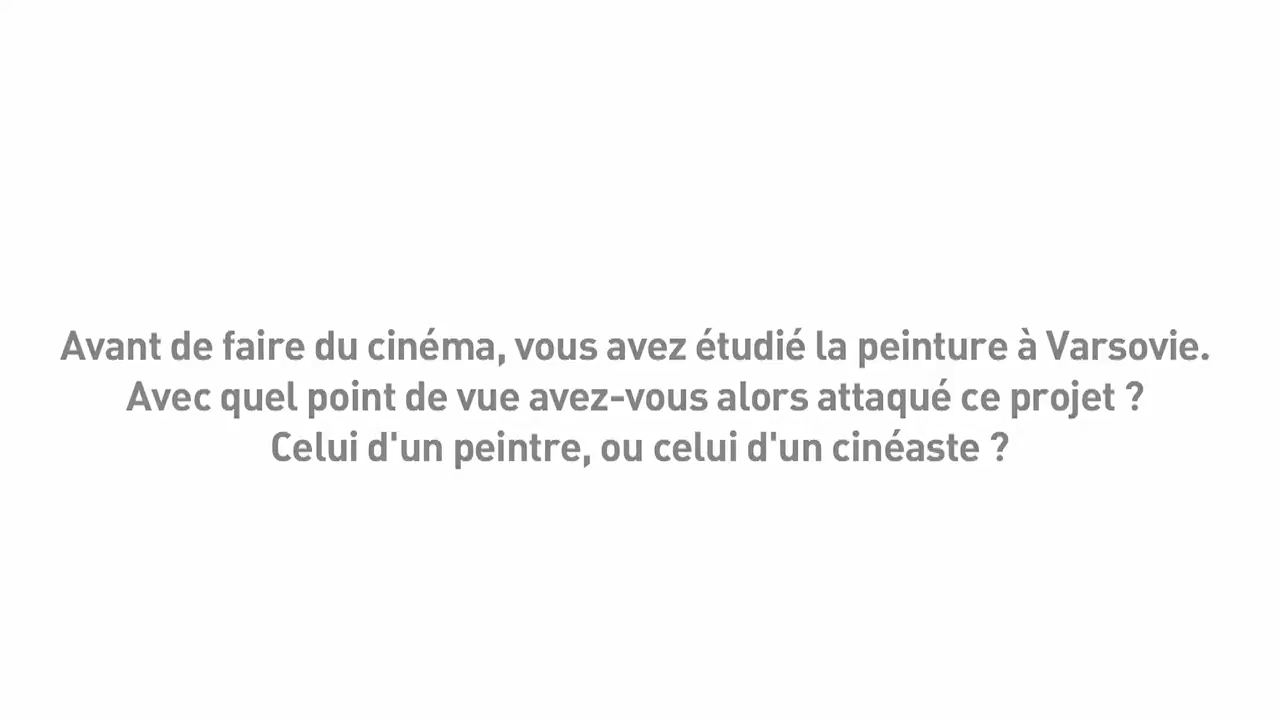 Avant de faire du cinéma, vous avez étudié la peinture à Varsovie.
Avec quel point de vue avez-vous alors attaqué ce projet ?
Celui d'un peintre, ou celui d'un cinéaste ?